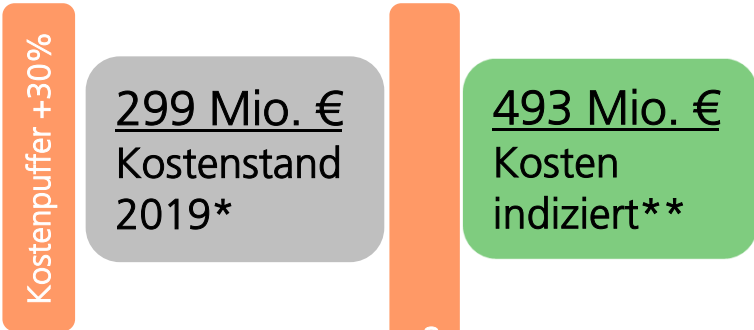 Kostenpuffer +30%
299 Mio. €
Kostenstand
2019*
493 Mio. €
Kosten
indiziert**